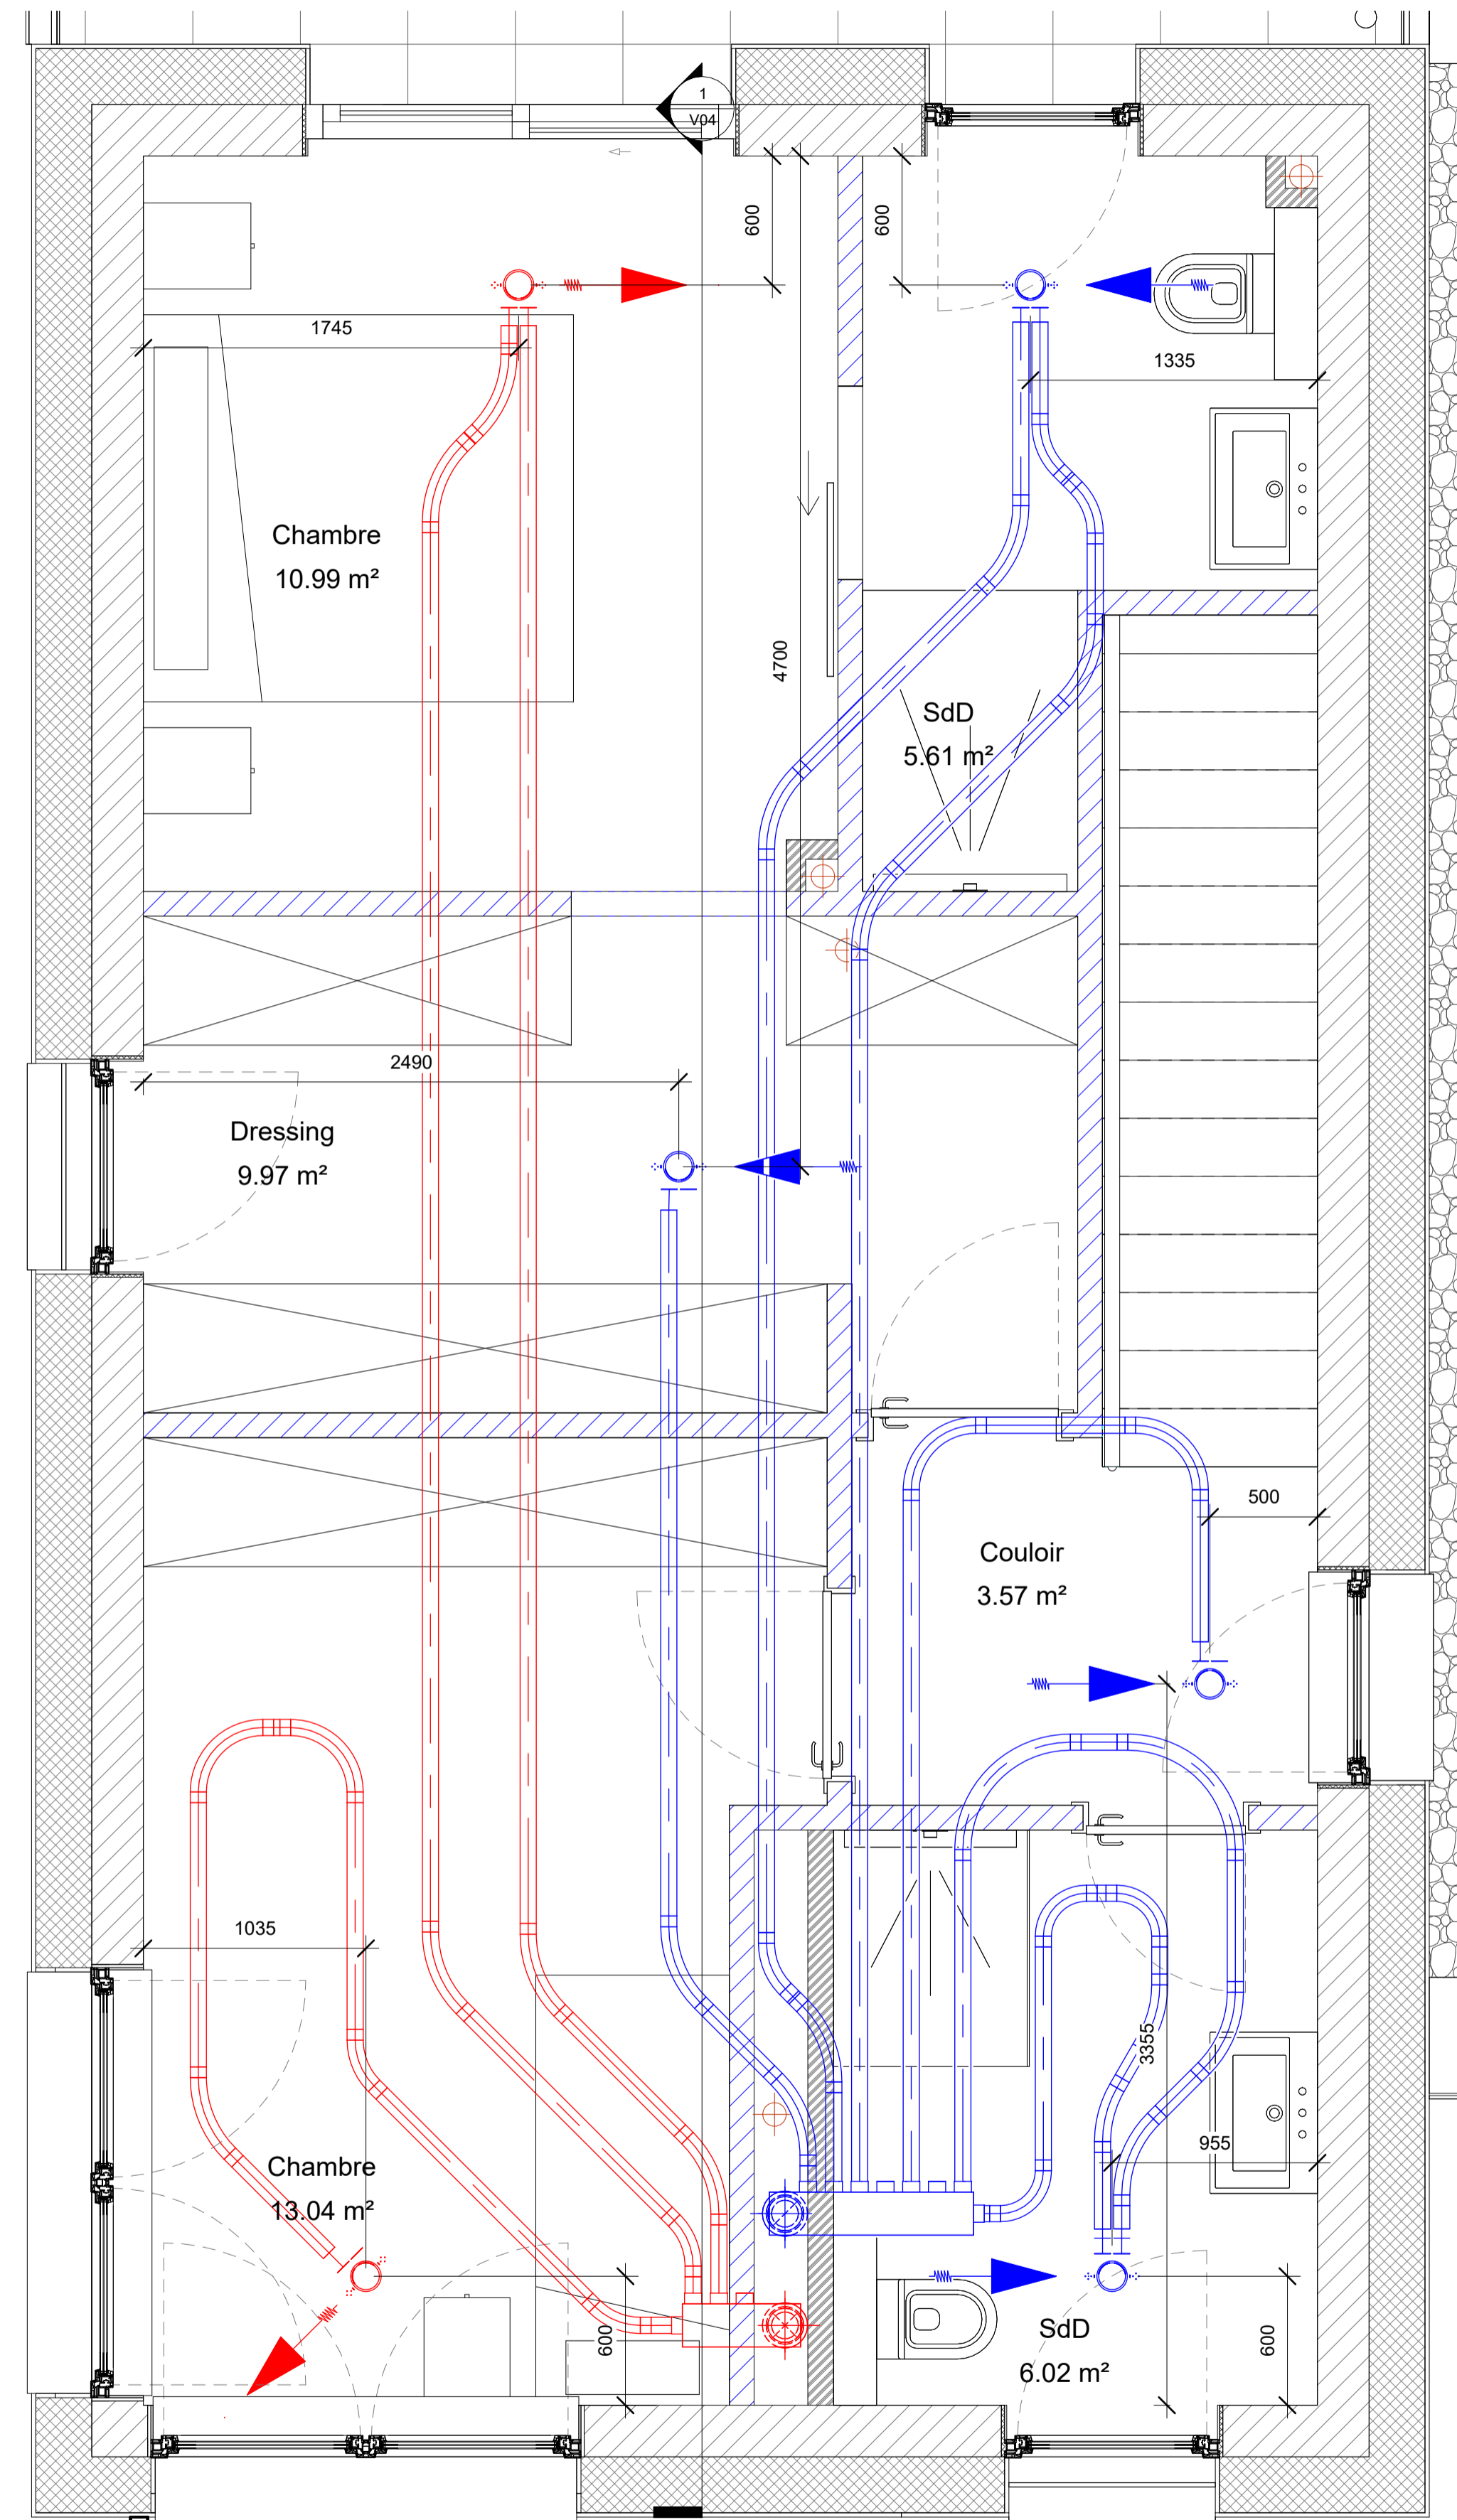 1
V04
600
600
1745
1335
Chambre
10.99 m²
4700
SdD
5.61 m²
2490
Dressing
9.97 m²
500
Couloir
3.57 m²
1035
3355
955
Chambre
13.04 m²
600
SdD
6.02 m²
600